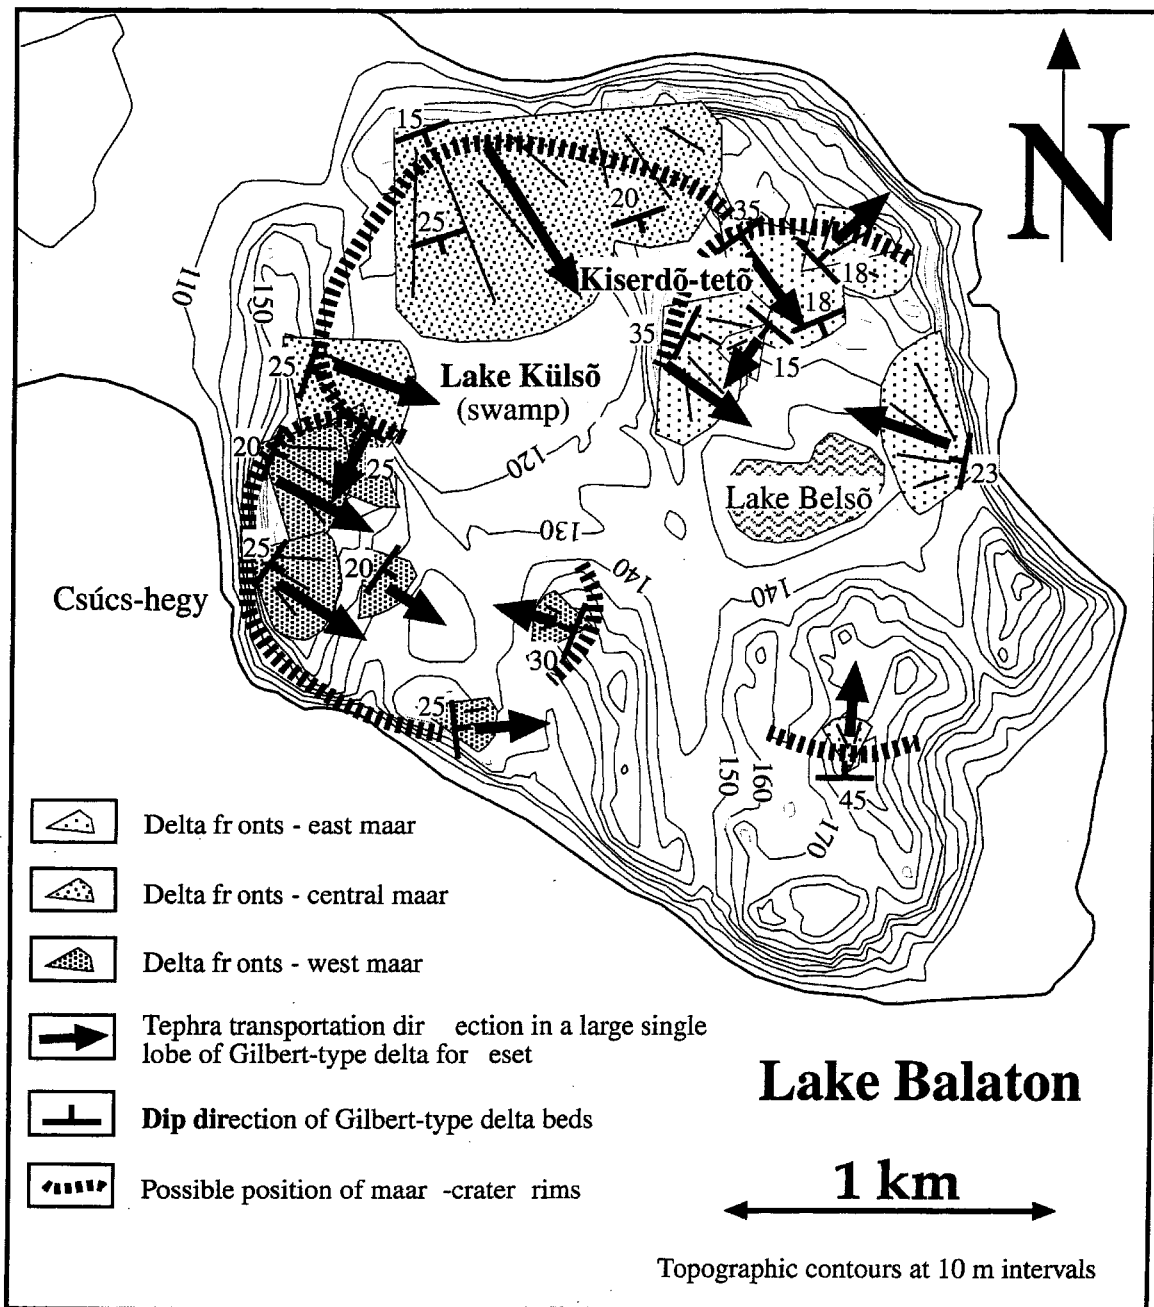 N
15
20
25
35
18
Kiserdõ-tetõ
18
110
150
35
15
25
Lake Külsõ
(swamp)
20
25
120
Lake Belsõ
23
130
25
20
140
140
Csúcs-hegy
30
25
150
160
45
170
Delta fr onts - east maar
Delta fr onts - central maar
Delta fr onts - west maar
Tephra transportation dir ection in a large single
lobe of Gilbert-type delta for eset
Dip direction of Gilbert-type delta beds
Possible position of maar -crater rims
Lake Balaton
1 km
Topographic contours at 10 m intervals